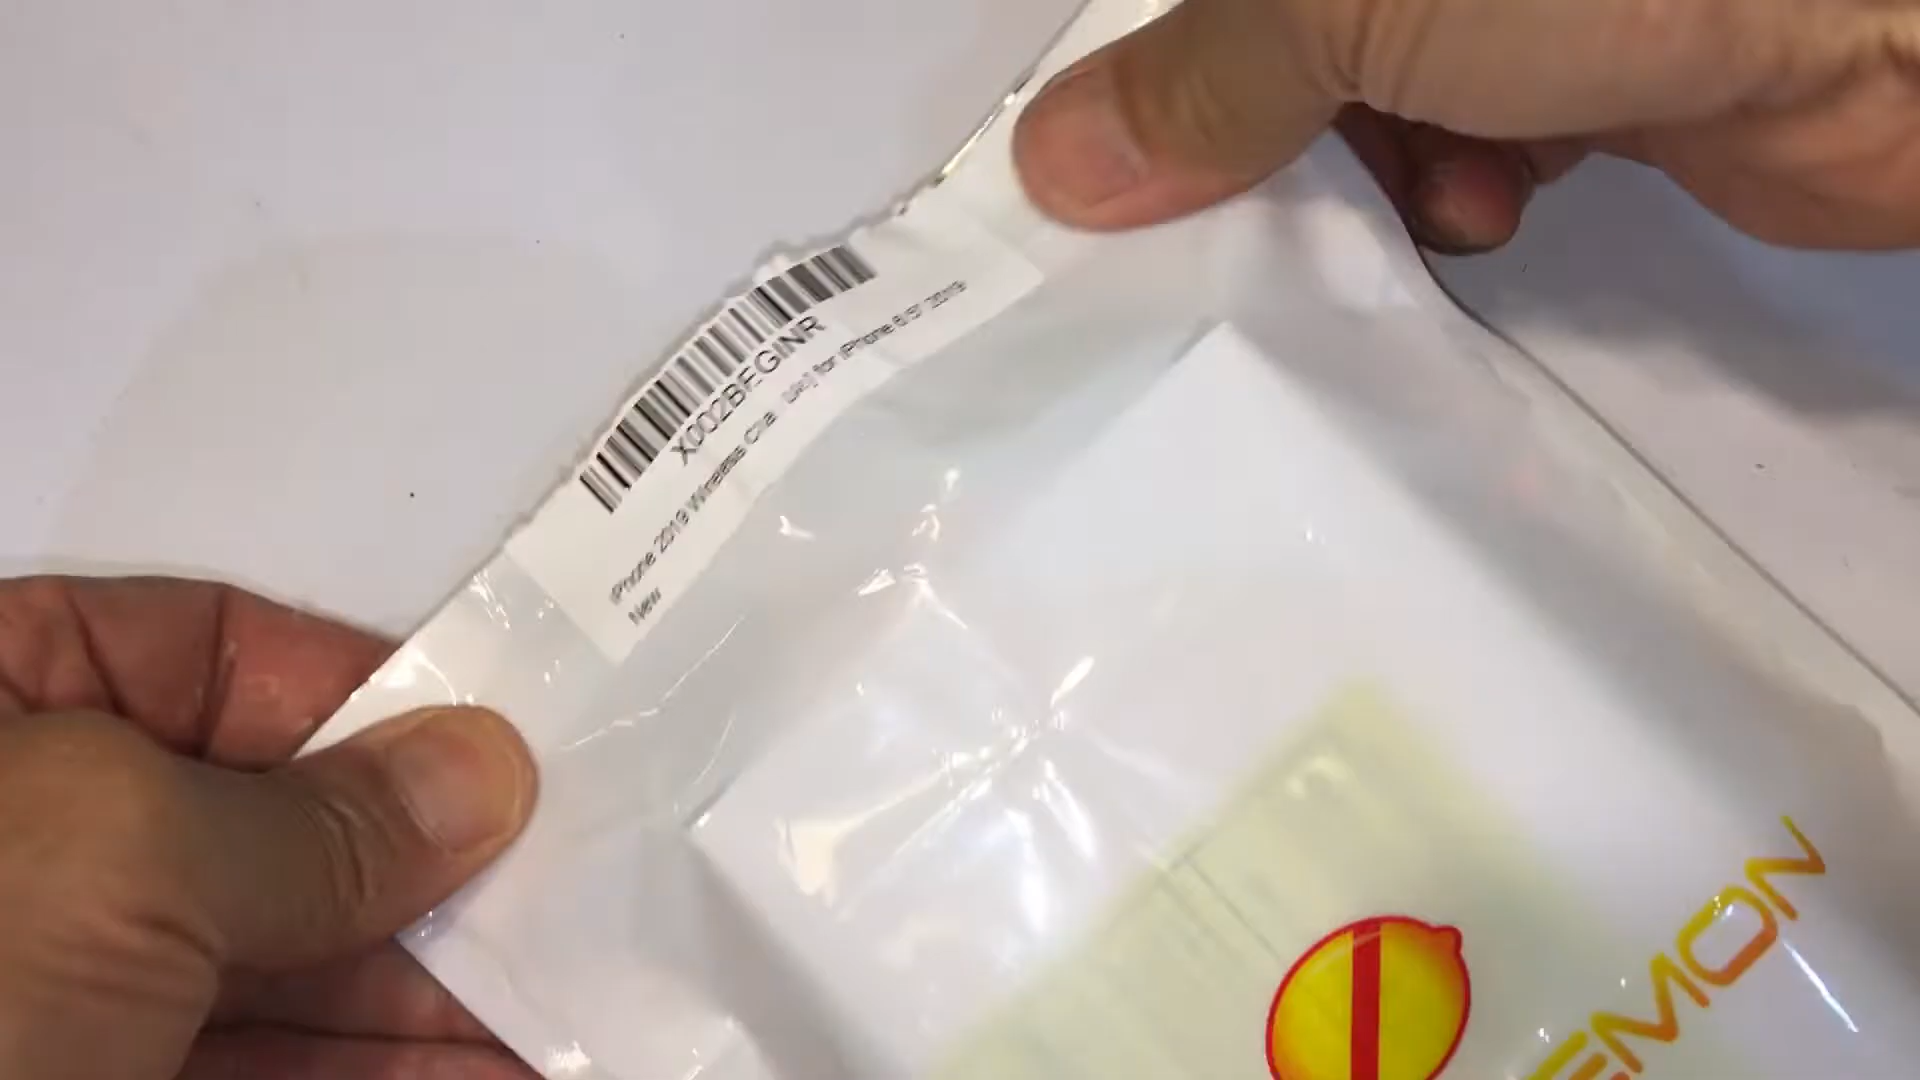 X002BEGINR
iPhone 2019 Wireless Cha for iPhone 6.5" 2019
New
EMON